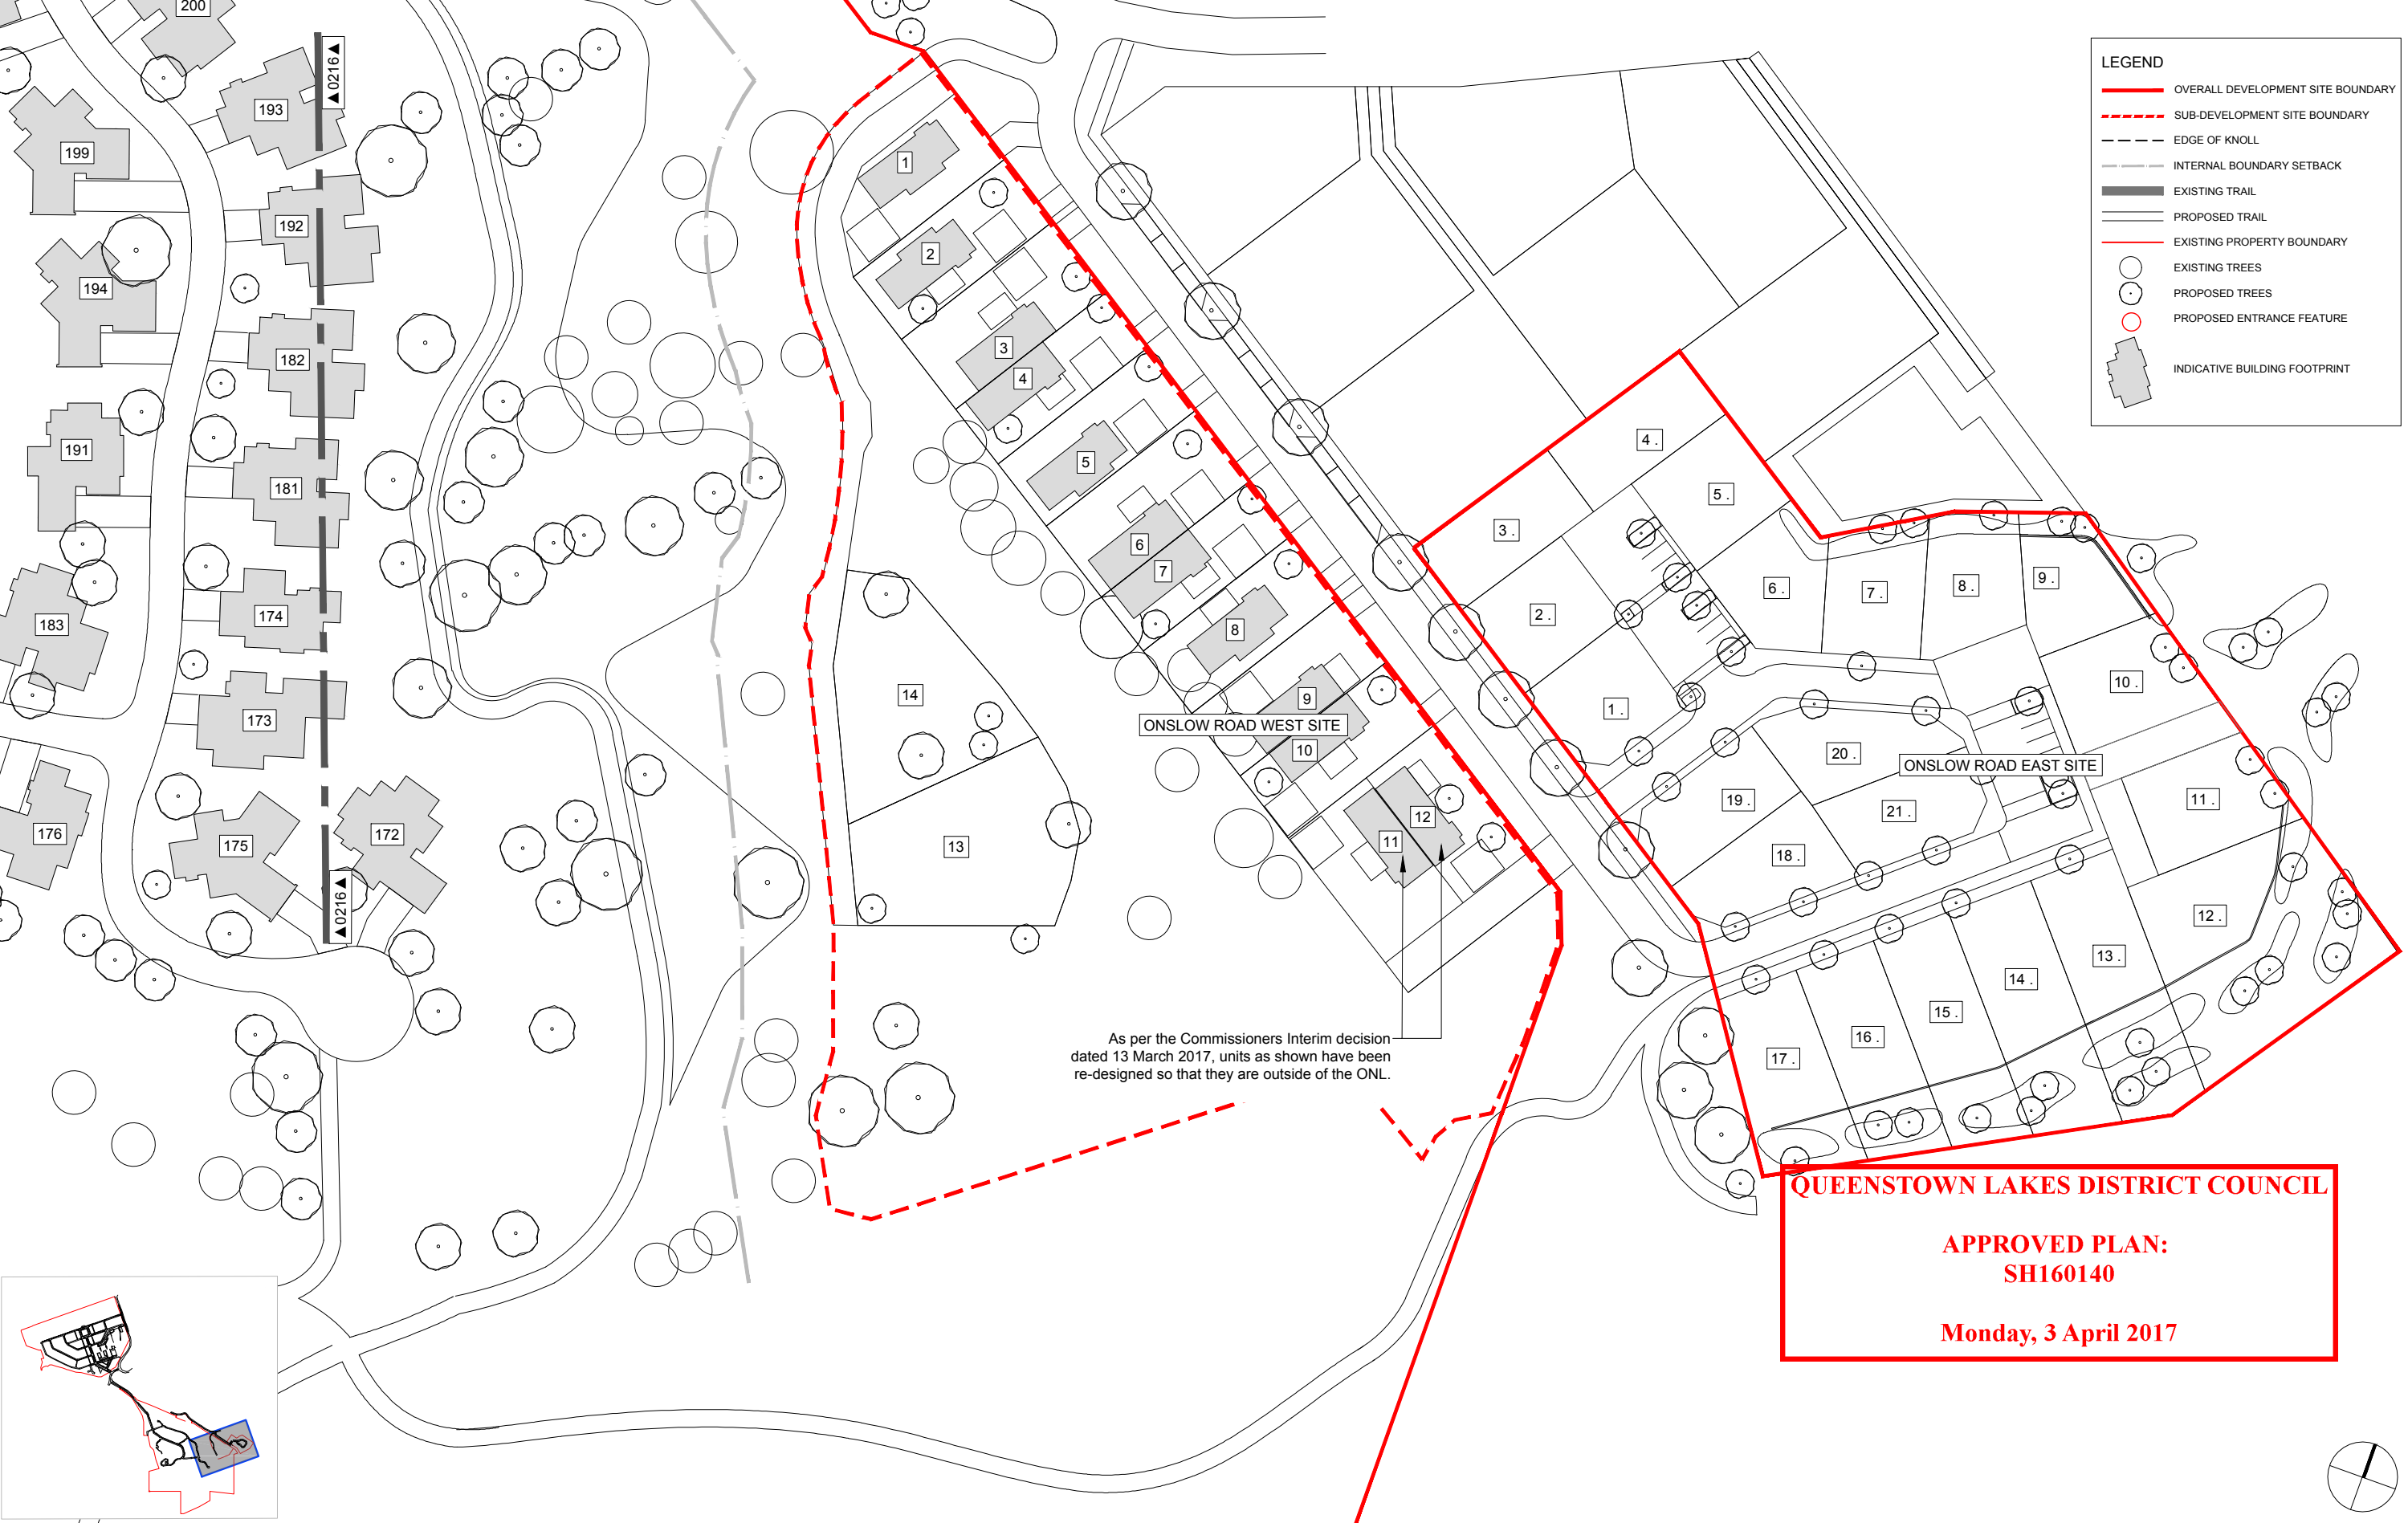 200
193
▲0216▲
199
192
194
182
191
181
174
183
173
176
175
172
▲0216▲
1
2
3
4
5
6
7
8
9
ONSLOW ROAD WEST SITE
10
11
12
14
13
As per the Commissioners Interim decision
dated 13 March 2017, units as shown have been
re-designed so that they are outside of the ONL.
4 .
3 .
5 .
2 .
6 .
7 .
8 .
9 .
1 .
10 .
20 .
ONSLOW ROAD EAST SITE
19 .
21 .
11 .
18 .
12 .
13 .
14 .
15 .
16 .
17 .
LEGEND
OVERALL DEVELOPMENT SITE BOUNDARY
SUB-DEVELOPMENT SITE BOUNDARY
EDGE OF KNOLL
INTERNAL BOUNDARY SETBACK
EXISTING TRAIL
PROPOSED TRAIL
EXISTING PROPERTY BOUNDARY
EXISTING TREES
PROPOSED TREES
PROPOSED ENTRANCE FEATURE
INDICATIVE BUILDING FOOTPRINT
QUEENSTOWN LAKES DISTRICT COUNCIL
APPROVED PLAN:
SH160140
Monday, 3 April 2017